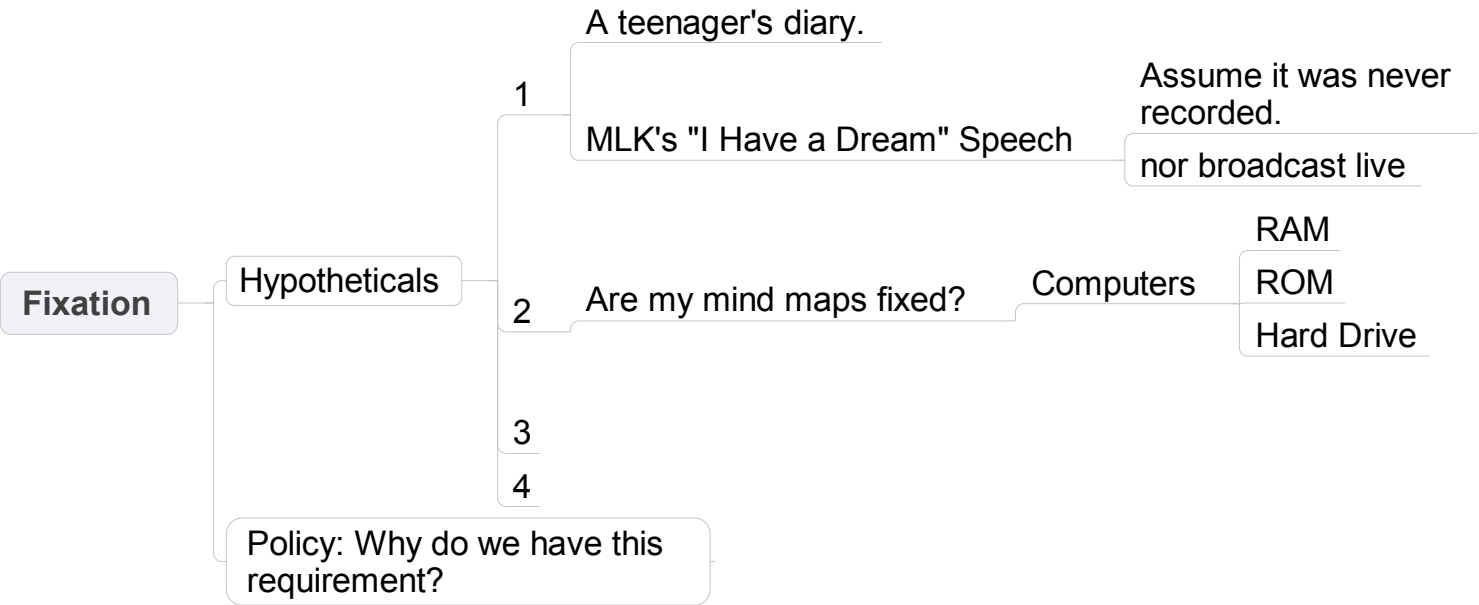 Fixation
Hypotheticals
1
A teenager's diary.
MLK's "I Have a Dream" Speech
Assume it was never
recorded.
nor broadcast live
2
Are my mind maps fixed?
Computers
RAM
ROM
Hard Drive
3
4
Policy: Why do we have this
requirement?